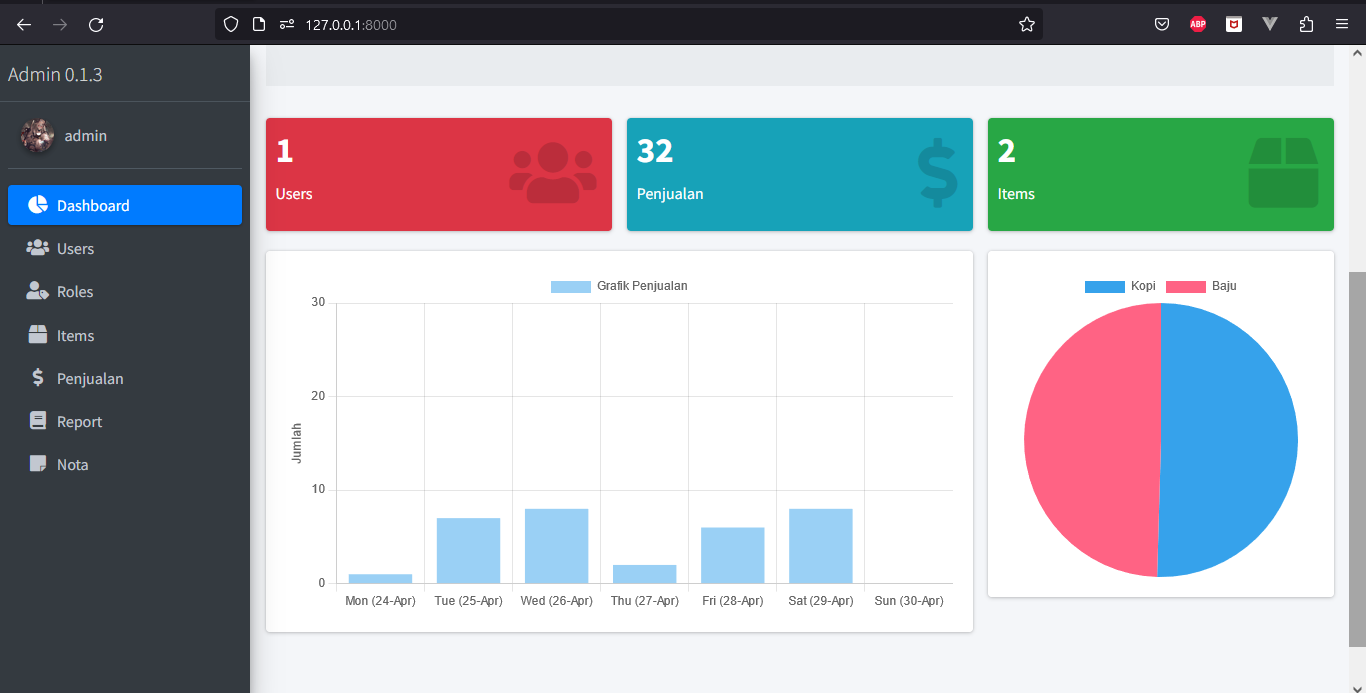 127.0.0.1:8000
ABP
Admin 0.1.3
admin
Dashboard
Users
Roles
Items
Penjualan
Report
Nota
1
Users
32
Penjualan
2
Items
Grafik Penjualan
30
20
10
0
Jumlah
Mon (24-Apr) Tue (25-Apr) Wed (26-Apr) Thu (27-Apr) Fri (28-Apr) Sat (29-Apr) Sun (30-Apr)
Kopi Baju